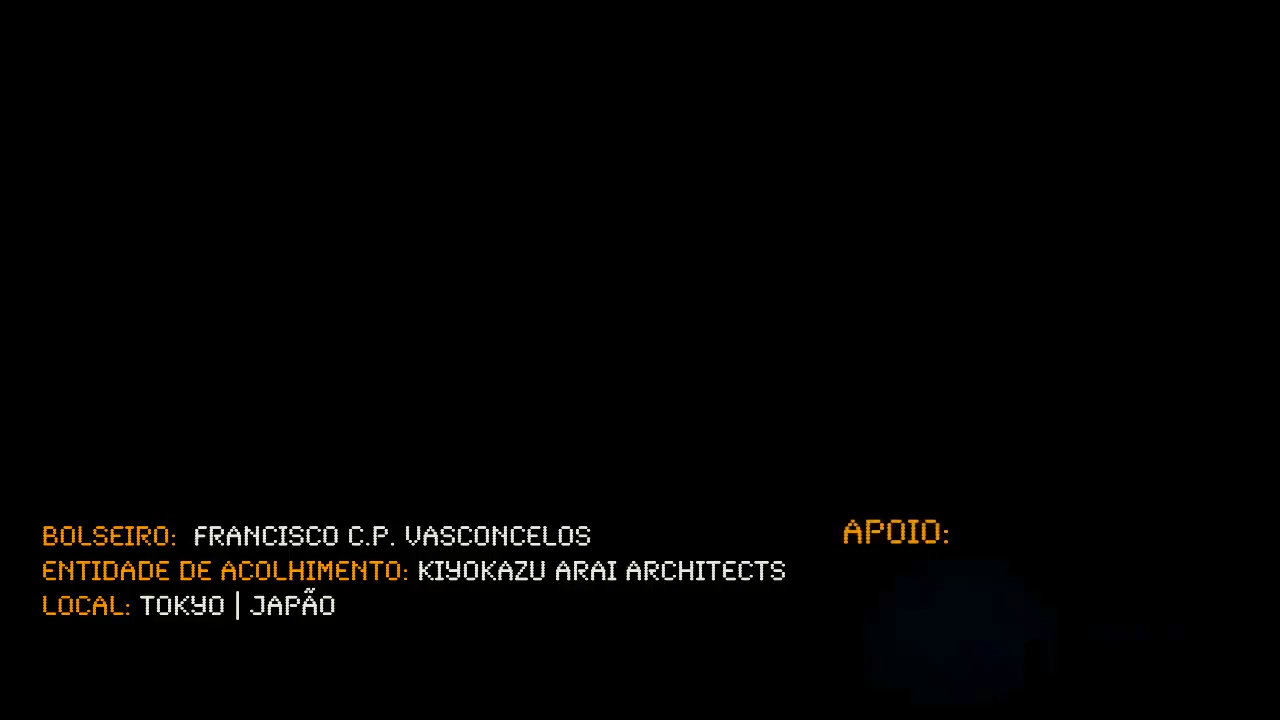 BOLSEIRO: FRANCISCO C.P. VASCONCELOS
ENTIDADE DE ACOLHIMENTO: KIYOKAZU ARAI ARCHITECTS
LOCAL: TOKYO | JAPÃO
APOIO: